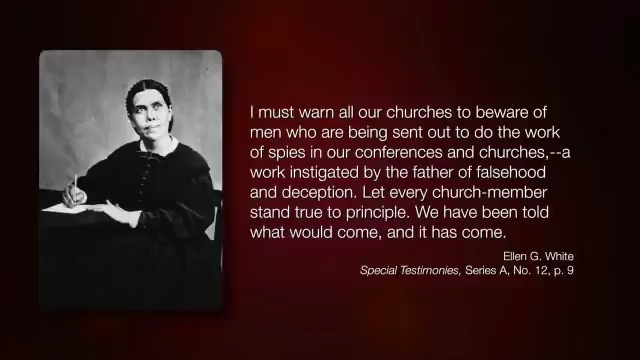 I must warn all our churches to beware of
men who are being sent out to do the work
of spies in our conferences and churches,--a
work instigated by the father of falsehood
and deception. Let every church-member
stand true to principle. We have been told
what would come, and it has come.
Ellen G. White
Special Testimonies, Series A, No. 12, p. 9